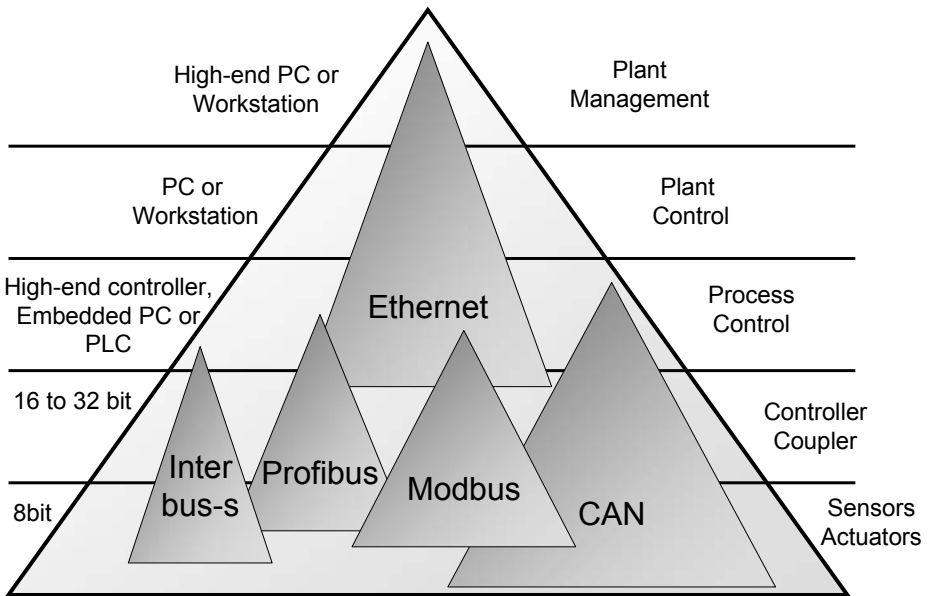 High-end PC or
Workstation
Plant
Management
PC or
Workstation
Plant
Control
High-end controller,
Embedded PC or
PLC
Ethernet
Process
Control
16 to 32 bit
Controller
Coupler
Inter
bus-s
Profibus
Modbus
CAN
8bit
Sensors
Actuators